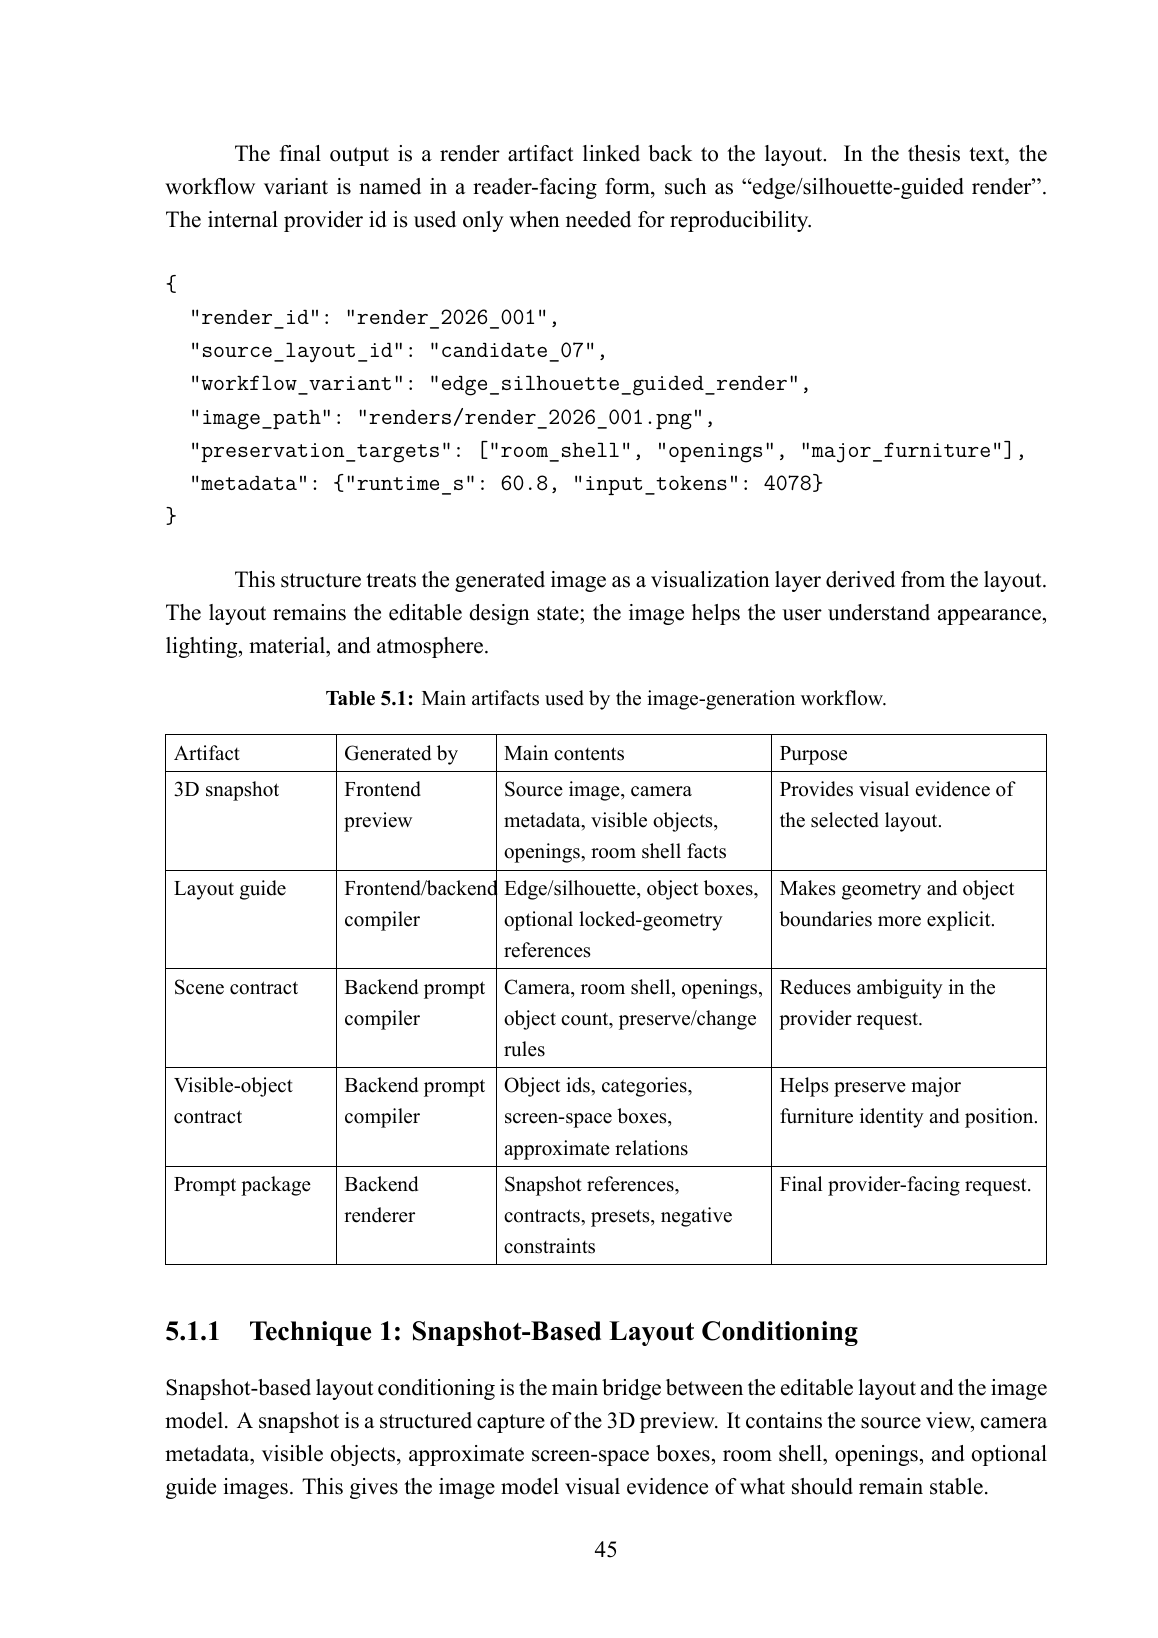 The final output is a render artifact linked back to the layout. In the thesis text, the
workflow variant is named in a reader-facing form, such as “edge/silhouette-guided render”.
The internal provider id is used only when needed for reproducibility.
{
"render_id": "render_2026_001",
"source_layout_id": "candidate_07",
"workflow_variant": "edge_silhouette_guided_render",
"image_path": "renders/render_2026_001.png",
"preservation_targets": ["room_shell", "openings", "major_furniture"],
"metadata": {"runtime_s": 60.8, "input_tokens": 4078}
}
This structure treats the generated image as a visualization layer derived from the layout.
The layout remains the editable design state; the image helps the user understand appearance,
lighting, material, and atmosphere.
Table 5.1: Main artifacts used by the image-generation workflow.
Artifact
Generated by
Main contents
Purpose
3D snapshot
Frontend
preview
Source image, camera
metadata, visible objects,
openings, room shell facts
Provides visual evidence of
the selected layout.
Layout guide
Frontend/backend
compiler
Edge/silhouette, object boxes,
optional locked-geometry
references
Makes geometry and object
boundaries more explicit.
Scene contract
Backend prompt
compiler
Camera, room shell, openings,
object count, preserve/change
rules
Reduces ambiguity in the
provider request.
Visible-object
contract
Backend prompt
compiler
Object ids, categories,
screen-space boxes,
approximate relations
Helps preserve major
furniture identity and position.
Prompt package
Backend
renderer
Snapshot references,
contracts, presets, negative
constraints
Final provider-facing request.
5.1.1 Technique 1: Snapshot-Based Layout Conditioning
Snapshot-based layout conditioning is the main bridge between the editable layout and the image
model. A snapshot is a structured capture of the 3D preview. It contains the source view, camera
metadata, visible objects, approximate screen-space boxes, room shell, openings, and optional
guide images. This gives the image model visual evidence of what should remain stable.
45